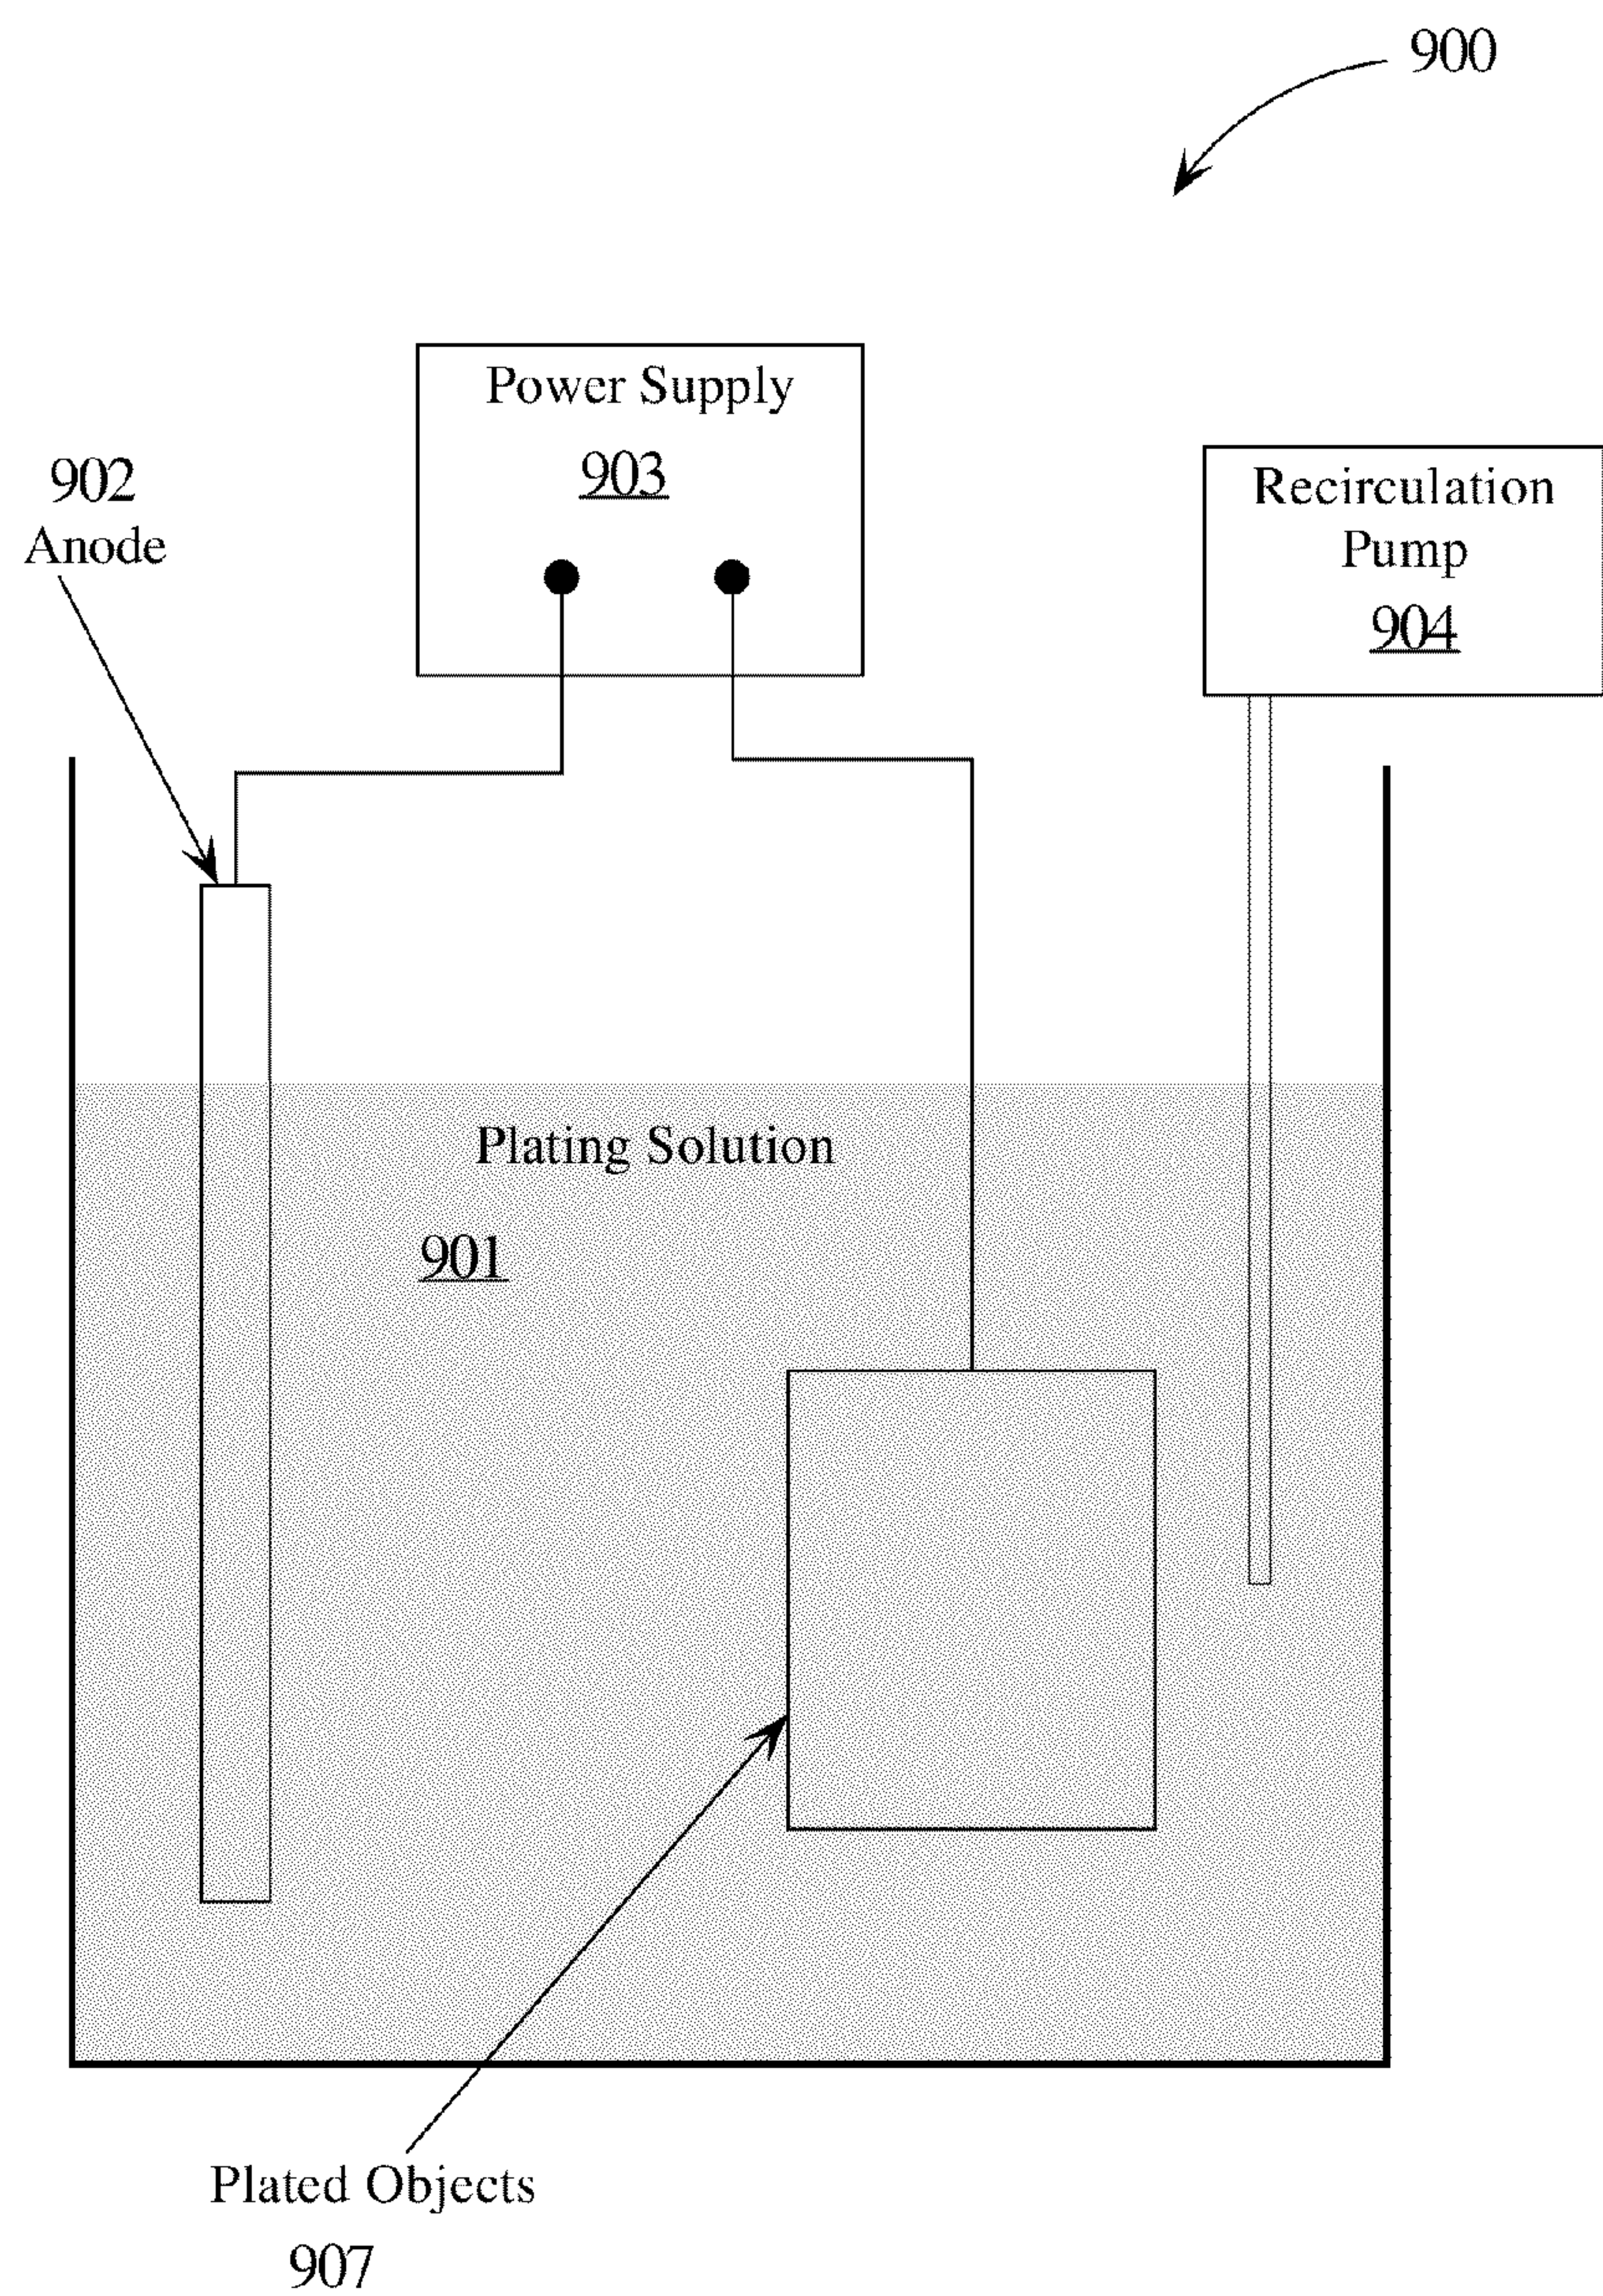 900
Power Supply
903
902
Anode
Recirculation
Pump
904
Plating Solution
901
Plated Objects
907